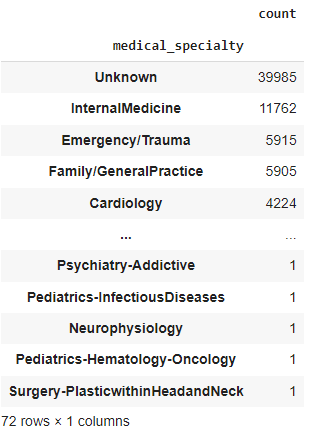 count
medical_specialty
Unknown 39985
InternalMedicine 11762
Emergency/Trauma 5915
Family/GeneralPractice 5905
Cardiology 4224
... ...
Psychiatry-Addictive 1
Pediatrics-InfectiousDiseases 1
Neurophysiology 1
Pediatrics-Hematology-Oncology 1
Surgery-PlasticwithinHeadandNeck 1
72 rows × 1 columns